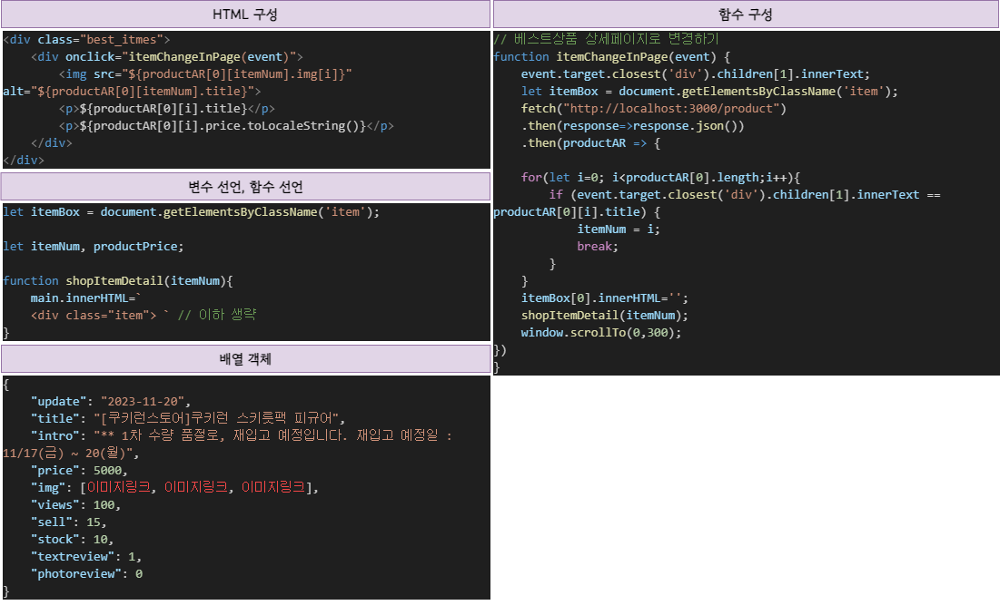 HTML 구성
<div class="best_itmes">
    <div onclick="itemChangeInPage(event)">
        <img src="${productAR[0][itemNum].img[i]}"
alt="${productAR[0][itemNum].title}">
        <p>${productAR[0][i].title}</p>
        <p>${productAR[0][i].price.toLocaleString()}</p>
    </div>
</div>
변수 선언, 함수 선언
let itemBox = document.getElementsByClassName('item');
let itemNum, productPrice;
function shopItemDetail(itemNum){
    main.innerHTML=`
    <div class="item"> ` // 이하 생략
}
배열 객체
{
    "update": "2023-11-20",
    "title": "[쿠키런스토어]쿠키런 스키틋팩 피규어",
    "intro": "** 1차 수량 품절로, 재입고 예정입니다. 재입고 예정일 :
11/17(금) ~ 20(월)",
    "price": 5000,
    "img": [이미지링크, 이미지링크, 이미지링크],
    "views": 100,
    "sell": 15,
    "stock": 10,
    "textreview": 1,
    "photoreview": 0
}
함수 구성
// 베스트상품 상세페이지로 변경하기
function itemChangeInPage(event) {
    event.target.closest('div').children[1].innerText;
    let itemBox = document.getElementsByClassName('item');
    fetch("http://localhost:3000/product")
    .then(response=>response.json())
    .then(productAR => {
    for(let i=0; i<productAR[0].length;i++){
        if (event.target.closest('div').children[1].innerText ==
productAR[0][i].title) {
            itemNum = i;
            break;
        }
    }
    itemBox[0].innerHTML='';
    shopItemDetail(itemNum);
    window.scrollTo(0,300);
})
}